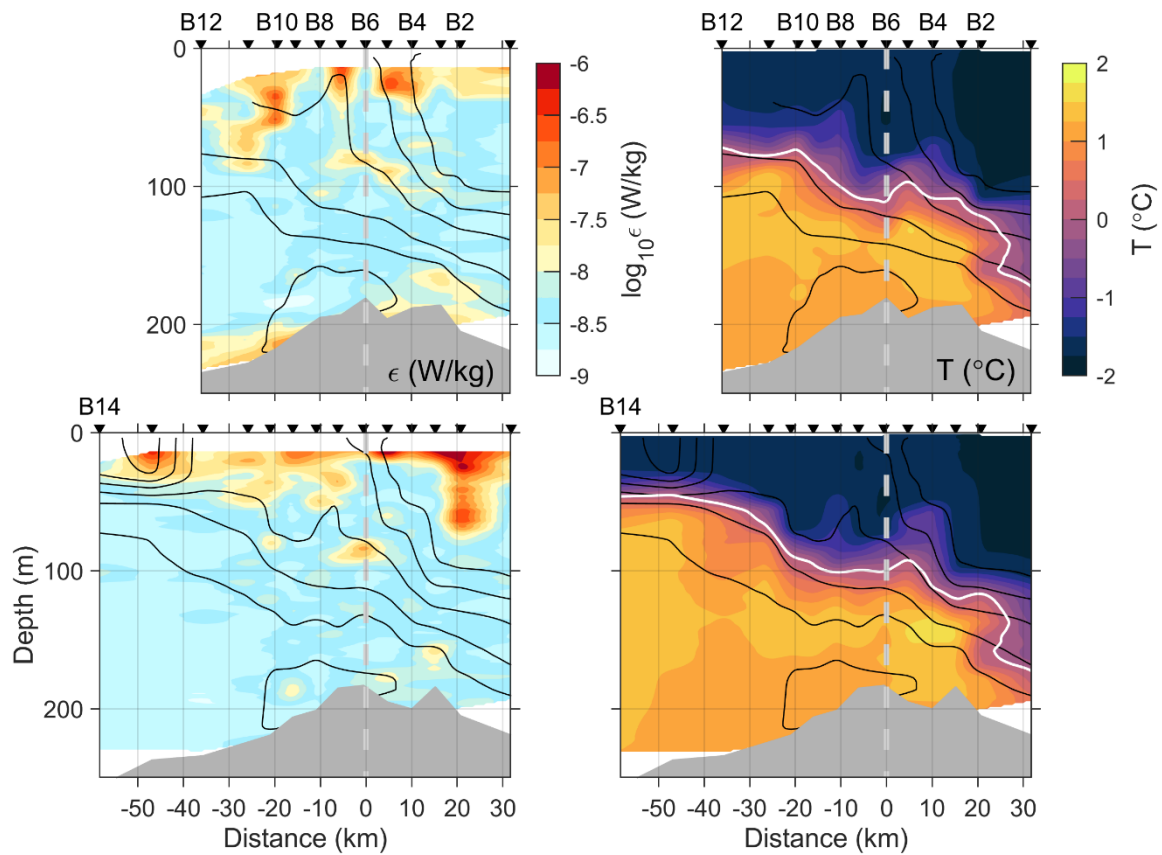 B12 B10 B8 B6 B4 B2
0
100
200
ϵ (W/kg)
-6
-6.5
-7
-7.5
-8
-8.5
-9
log10ϵ (W/kg)
B12 B10 B8 B6 B4 B2
T (°C)
2
1
0
-1
-2
T (°C)
B14
0
100
200
Depth (m)
-50 -40 -30 -20 -10 0 10 20 30
Distance (km)
B14
-50 -40 -30 -20 -10 0 10 20 30
Distance (km)